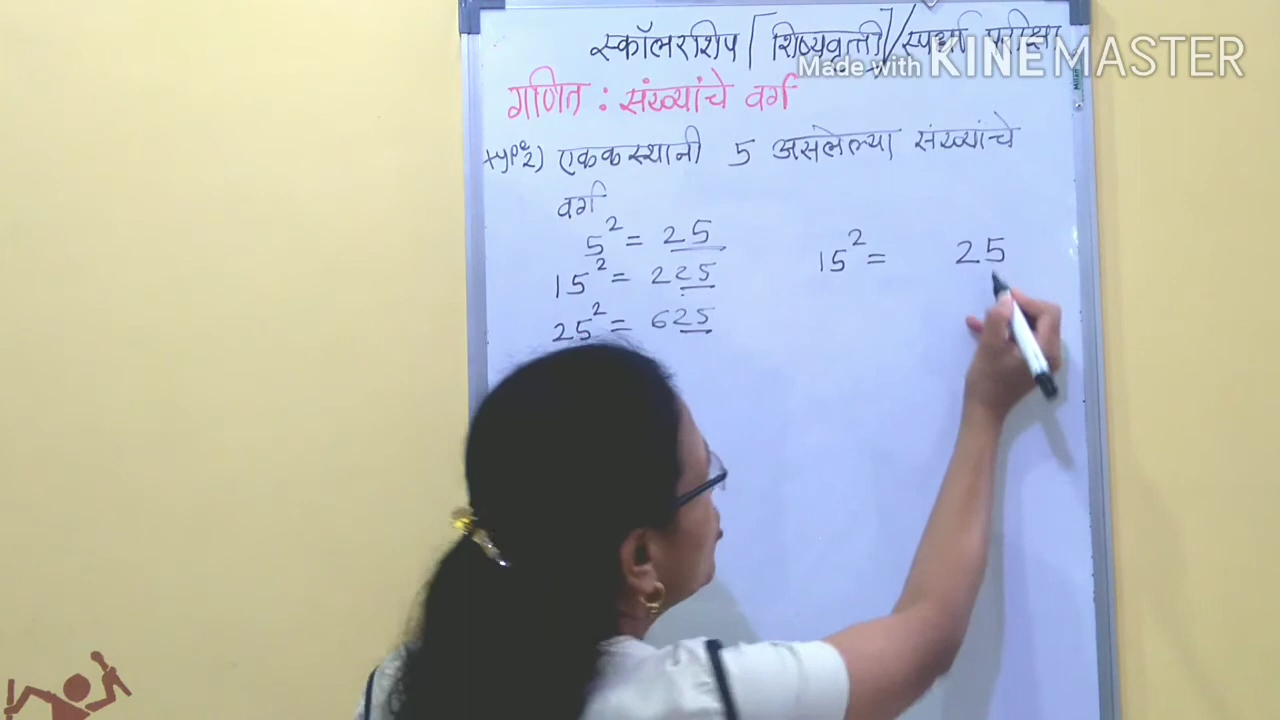 स्कॉलरशिप [शिष्यवृत्ती] / स्पर्धा परीक्षा
Made with KINEMASTER
गणित : संख्यांचे वर्ग
type 2) एककस्थानी 5 असलेल्या संख्यांचे
वर्ग
5² = 25
15² = 225
25² = 625
15² = 25